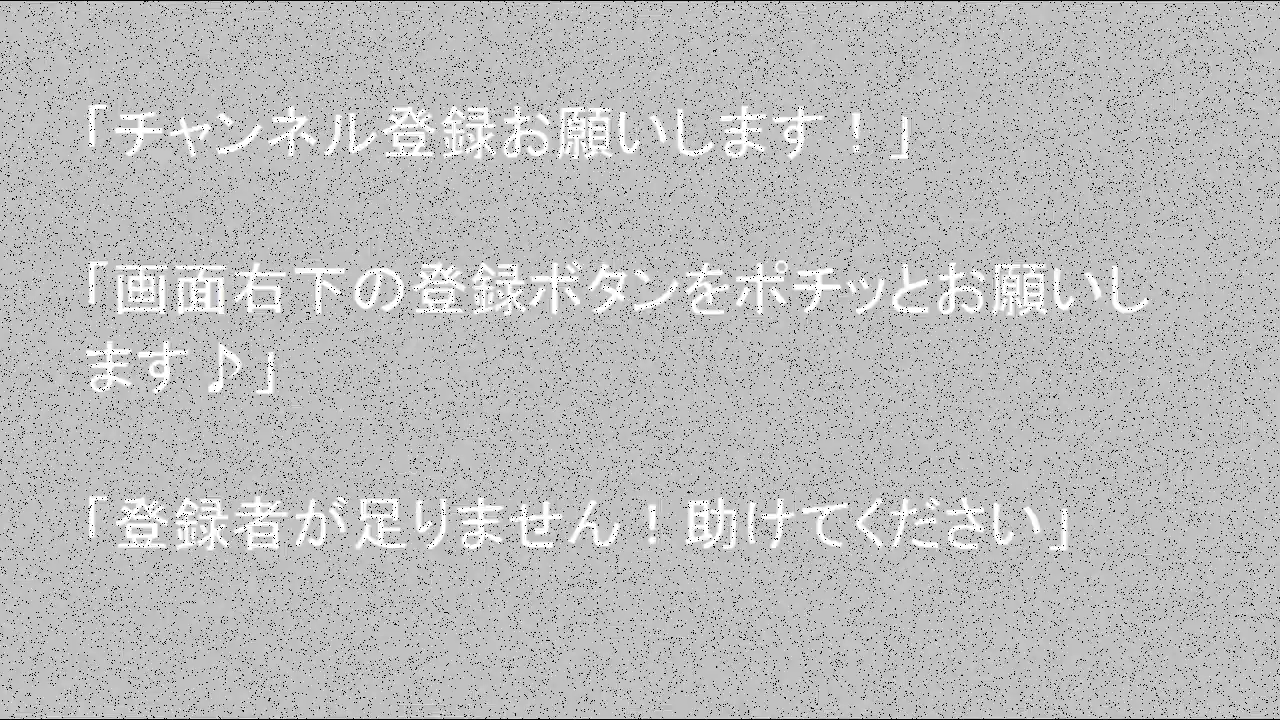 「チャンネル登録お願いします！」
「画面右下の登録ボタンをポチッとお願いし
ます♪」
「登録者が足りません！助けてください」